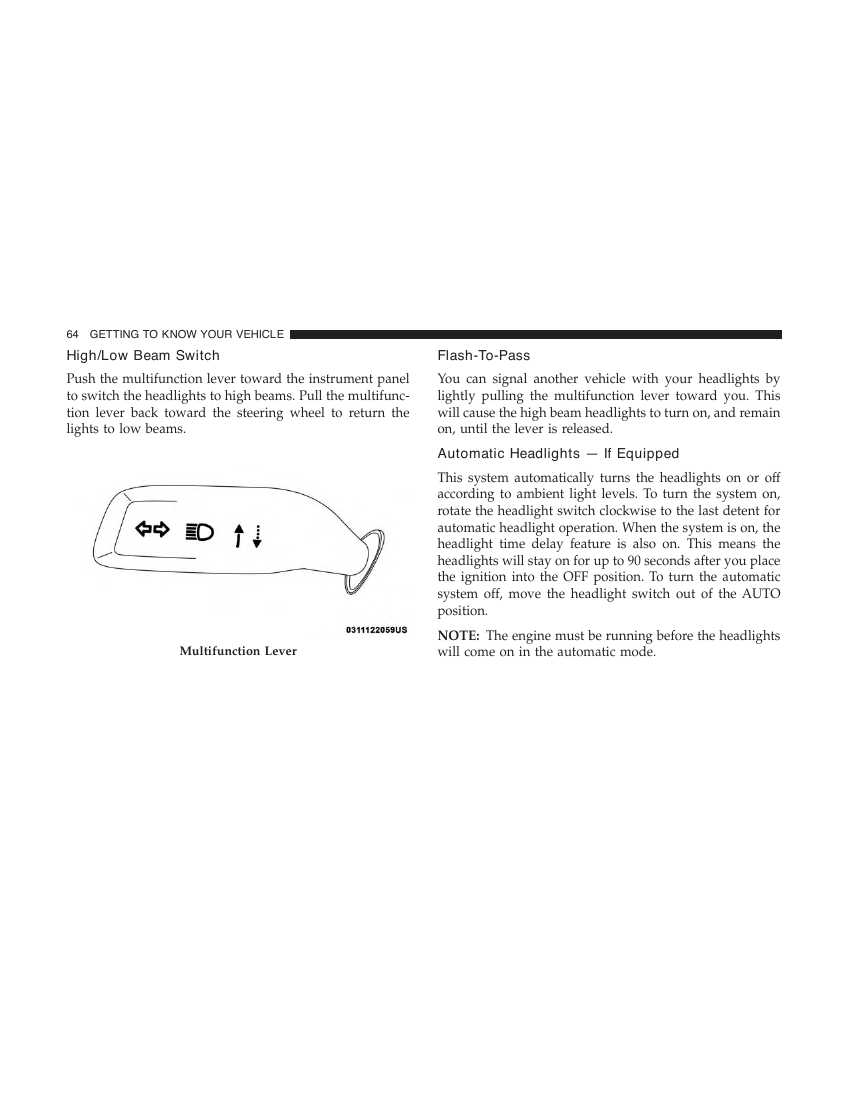 64 GETTING TO KNOW YOUR VEHICLE
High/Low Beam Switch
Push the multifunction lever toward the instrument panel
to switch the headlights to high beams. Pull the multifunc-
tion lever back toward the steering wheel to return the
lights to low beams.
0311122059US
Multifunction Lever
Flash-To-Pass
You can signal another vehicle with your headlights by
lightly pulling the multifunction lever toward you. This
will cause the high beam headlights to turn on, and remain
on, until the lever is released.
Automatic Headlights — If Equipped
This system automatically turns the headlights on or off
according to ambient light levels. To turn the system on,
rotate the headlight switch clockwise to the last detent for
automatic headlight operation. When the system is on, the
headlight time delay feature is also on. This means the
headlights will stay on for up to 90 seconds after you place
the ignition into the OFF position. To turn the automatic
system off, move the headlight switch out of the AUTO
position.
NOTE: The engine must be running before the headlights
will come on in the automatic mode.